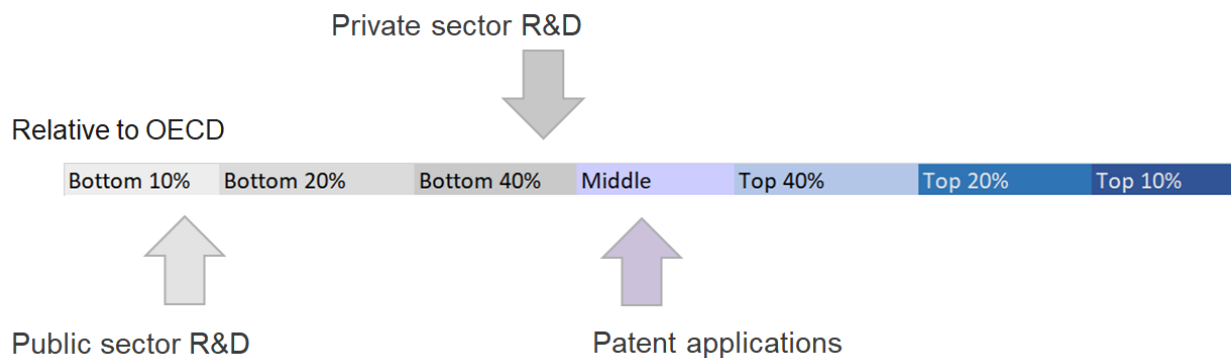 Private sector R&D
Relative to OECD
Bottom 10% Bottom 20% Bottom 40% Middle Top 40% Top 20% Top 10%
Public sector R&D Patent applications